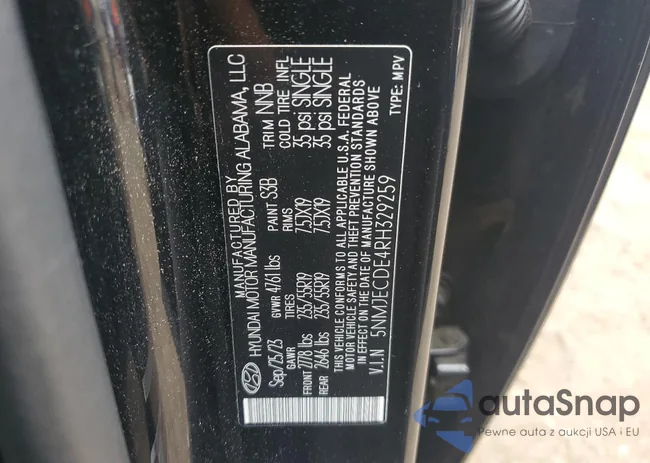 MANUFACTURED BY
HYUNDAI MOTOR MANUFACTURING ALABAMA, LLC
Sep/25/23 GVWR 4761 lbs PAINT S3B TRIM NNB
GAWR TIRES RIMS COLD TIRE INFL
FRONT 2778 lbs 235/55R19 7.5JX19 35 psi SINGLE
REAR 2646 lbs 235/55R19 7.5JX19 35 psi SINGLE
THIS VEHICLE CONFORMS TO ALL APPLICABLE U.S.A. FEDERAL
MOTOR VEHICLE SAFETY AND THEFT PREVENTION STANDARDS
IN EFFECT ON THE DATE OF MANUFACTURE SHOWN ABOVE
V.I.N 5NMJECDE4RH329259 TYPE: MPV
autoSnap
Pewne auta z aukcji USA i EU